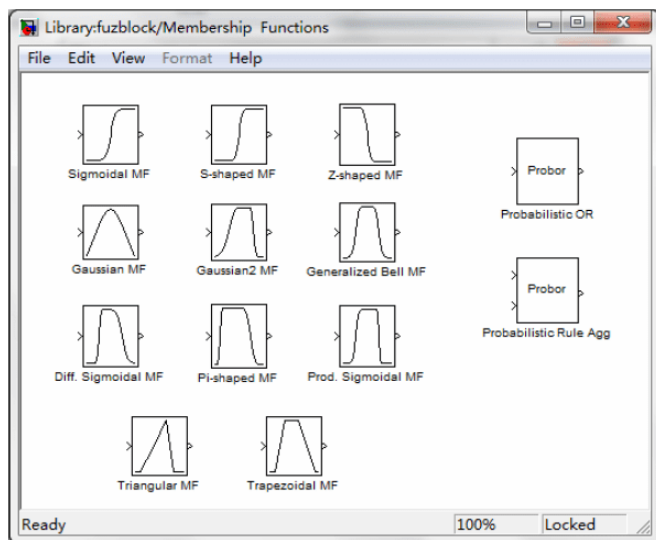 Library:fuzblock/Membership Functions
File Edit View Format Help
Sigmoidal MF
S-shaped MF
Z-shaped MF
Probor
Probabilistic OR
Gaussian MF
Gaussian2 MF
Generalized Bell MF
Probor
Probabilistic Rule Agg
Diff. Sigmoidal MF
Pi-shaped MF
Prod. Sigmoidal MF
Triangular MF
Trapezoidal MF
Ready 100% Locked